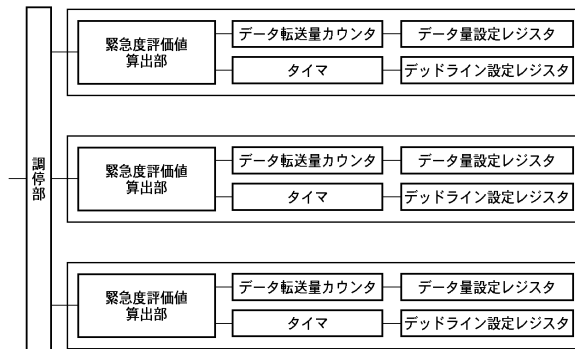 調停部
緊急度評価値
算出部
データ転送量カウンタ
データ量設定レジスタ
タイマ
デッドライン設定レジスタ
緊急度評価値
算出部
データ転送量カウンタ
データ量設定レジスタ
タイマ
デッドライン設定レジスタ
緊急度評価値
算出部
データ転送量カウンタ
データ量設定レジスタ
タイマ
デッドライン設定レジスタ